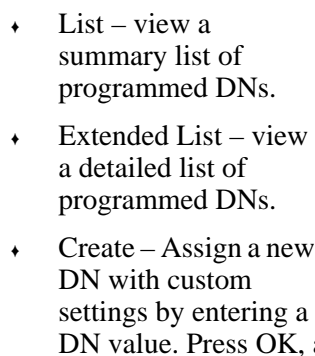 ♦ List – view a
summary list of
programmed DNs.
♦ Extended List – view
a detailed list of
programmed DNs.
♦ Create – Assign a new
DN with custom
settings by entering a
DN value. Press OK, a